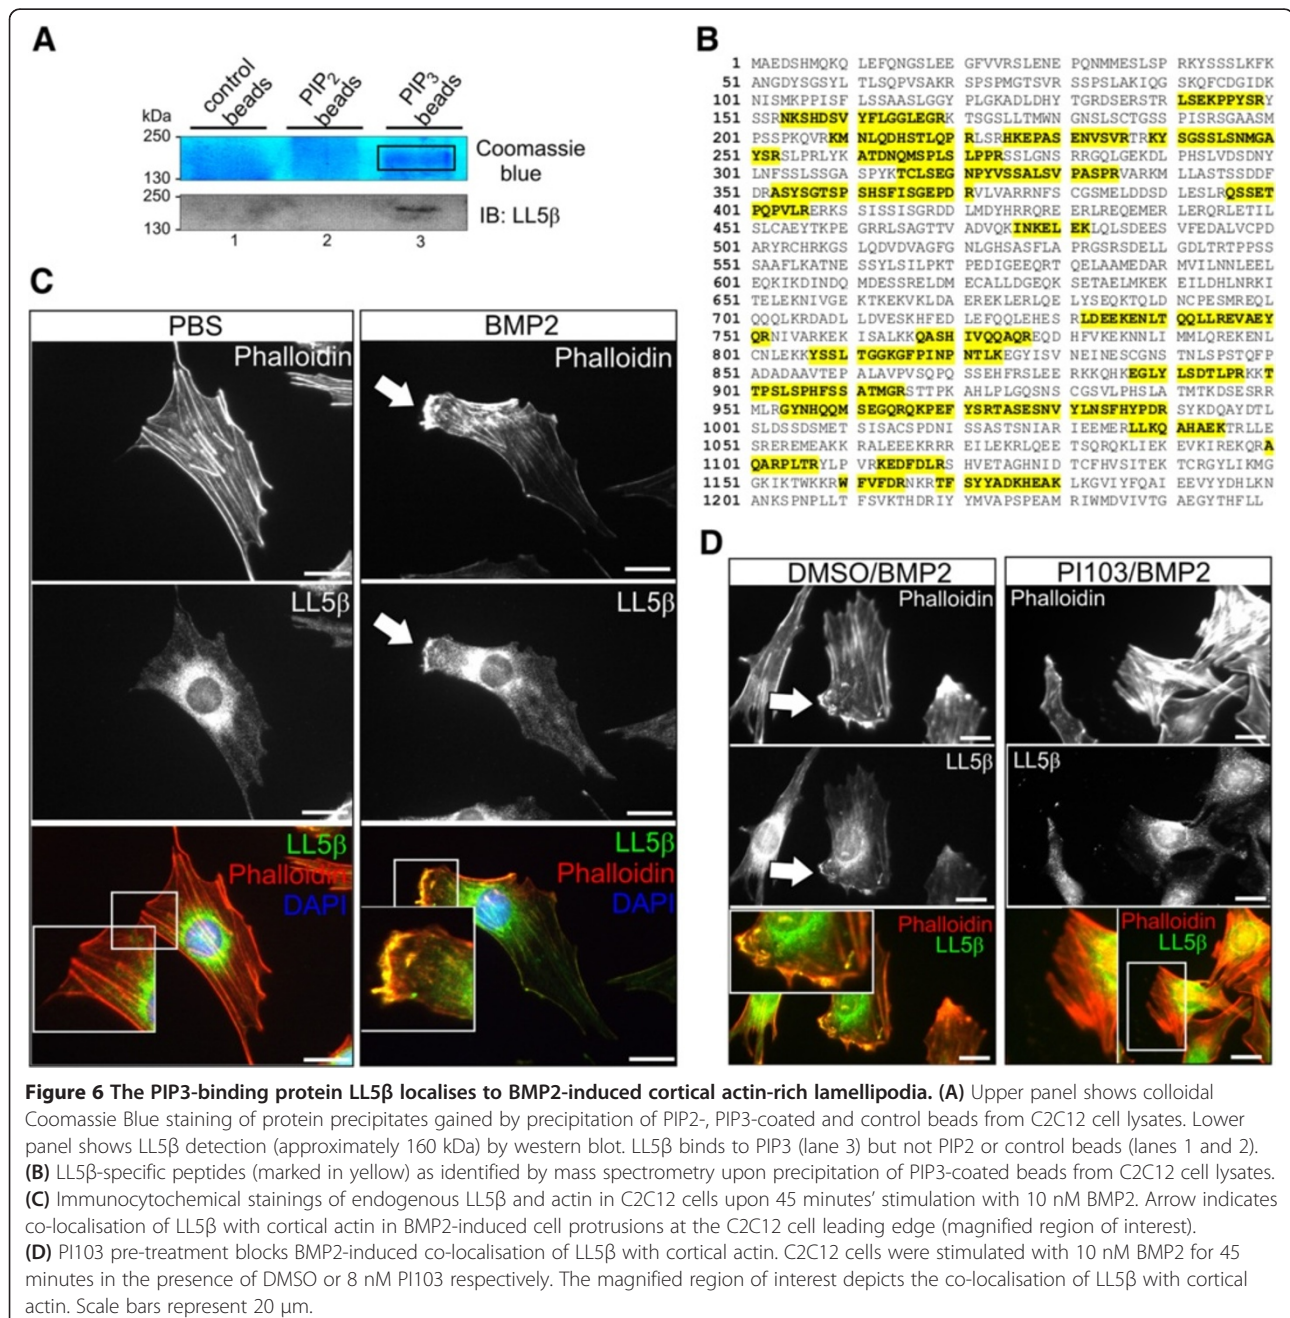 A
control beads
PIP2 beads
PIP3 beads
kDa
250
130
Coomassie blue
250
130
IB: LL5β
1 2 3
B
1 MAEDSHMQKQ LEFQNGSLEE GFVVRSLENE PQNMMESLSP RKYSSSLKFK
51 ANGDYSGSYL TLSQPVSAKR SPSPMGTSVR SSPSLAKIQG SKQFCDGIDK
101 NISMKPPISF LSSAASLGGY PLGKADLDHY TGRDSERSTR LSEKPPYSRY
151 SSRNKSHDSV YFLGGLEGRK TSGSLLTMWN GNSLSCTGSS PISRSGAASM
201 PSSPKQVRKM NLQDHSTLQP RLSRHKEPAS ENVSVRTRKY SGSSLSNMGA
251 YSRSLPRLYK ATDNQMSPLS LPPRSSLGNS RRGQLGEKDL PHSLVDSDNY
301 LNFSSLSSGA SPYKTCLSEG NPYVSSALSV PASPRVARKM LLASTSSDDF
351 DRASYSGTSP SHSFISGEPD RVLVARRNFS CGSMELDDSD LESLRQSSET
401 PQPVLRERKS SISSISGRDD LMDYHRRQRE ERLREQEMER LERQRLETIL
451 SLCAEYTKPE GRRLSAGTTV ADVQKINKEL EKLQLSDEES VFEDALVCPD
501 ARYRCHRKGS LQDVDVAGFG NLGHSASFLA PRGSRSDELL GDLTRTPPSS
551 SAAFLKATNE SSYLSILPKT PEDIGEEQRT QELAAMEDAR MVILNNLEEL
601 EQKIKDINDQ MDESSRELDM ECALLDGEQK SETAELMKEK EILDHLNRKI
651 TELEKNIVGE KTKEKVKLDA EREKLERLQE LYSEQKTQLD NCPESMREQL
701 QQQLKRDADL LDVESKHFED LEFQQLEHES RLDEEKENLT QQLLREVAEY
751 QRNIVARKEK ISALKKQASH IVQQAQREQD HFVKEKNNLI MMLQREKENL
801 CNLEKKYSSL TGGKGFPINP NTLKEGYISV NEINESCGNS TNLSPSTQFP
851 ADADAAVTEP ALAVPVSQPQ SSEHFRSLEE RKKQHKEGLY LSDTLPRKKT
901 TPSLSPHFSS ATMGRSTTPK AHLPLGQSNS CGSVLPHSLA TMTKDSESRR
951 MLRGYNHQQM SEGQRQKPEF YSRTASESNV YLNSFHYPDR SYKDQAYDTL
1001 SLDSSDSMET SISACSPDNI SSASTSNIAR IEEMERLLKQ AHAEKTRLLE
1051 SREREMEAKK RALEEEKRRR EILEKRLQEE TSQRQKLIEK EVKIREKQRA
1101 QARPLTRYLP VRKEDFDLRS HVETAGHNID TCFHVSITEK TCRGYLIKMG
1151 GKIKTWKKRW FVFDRNKRTF SYYADKHEAK LKGVIYFQAI EEVYYDHLKN
1201 ANKSPNPLLT FSVKTHDRIY YMVAPSPEAM RIWMDVIVTG AEGYTHFLL
C
PBS
BMP2
Phalloidin
Phalloidin
LL5β
LL5β
LL5β
Phalloidin
DAPI
LL5β
Phalloidin
DAPI
D
DMSO/BMP2
PI103/BMP2
Phalloidin
Phalloidin
LL5β
LL5β
Phalloidin
LL5β
Phalloidin
LL5β
Figure 6 The PIP3-binding protein LL5β localises to BMP2-induced cortical actin-rich lamellipodia. (A) Upper panel shows colloidal
Coomassie Blue staining of protein precipitates gained by precipitation of PIP2-, PIP3-coated and control beads from C2C12 cell lysates. Lower
panel shows LL5β detection (approximately 160 kDa) by western blot. LL5β binds to PIP3 (lane 3) but not PIP2 or control beads (lanes 1 and 2).
(B) LL5β-specific peptides (marked in yellow) as identified by mass spectrometry upon precipitation of PIP3-coated beads from C2C12 cell lysates.
(C) Immunocytochemical stainings of endogenous LL5β and actin in C2C12 cells upon 45 minutes’ stimulation with 10 nM BMP2. Arrow indicates
co-localisation of LL5β with cortical actin in BMP2-induced cell protrusions at the C2C12 cell leading edge (magnified region of interest).
(D) PI103 pre-treatment blocks BMP2-induced co-localisation of LL5β with cortical actin. C2C12 cells were stimulated with 10 nM BMP2 for 45
minutes in the presence of DMSO or 8 nM PI103 respectively. The magnified region of interest depicts the co-localisation of LL5β with cortical
actin. Scale bars represent 20 μm.